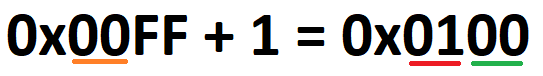 0x00FF + 1 = 0x0100